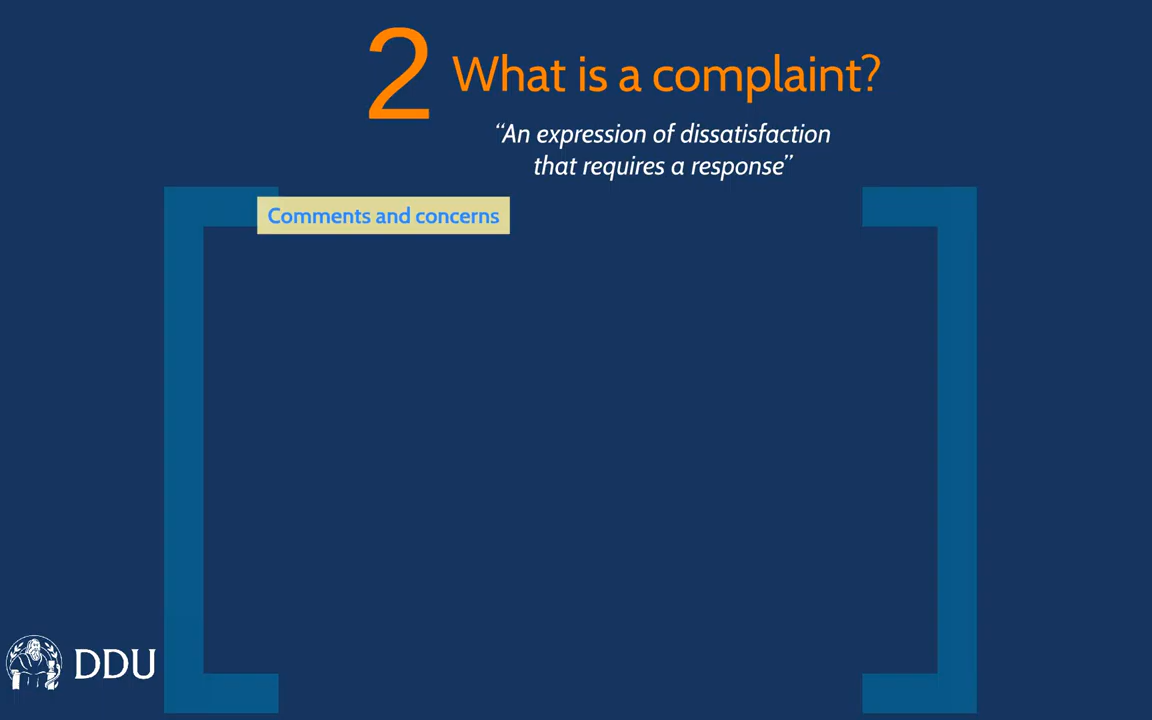 2 What is a complaint?
“An expression of dissatisfaction
that requires a response”
Comments and concerns
DDU